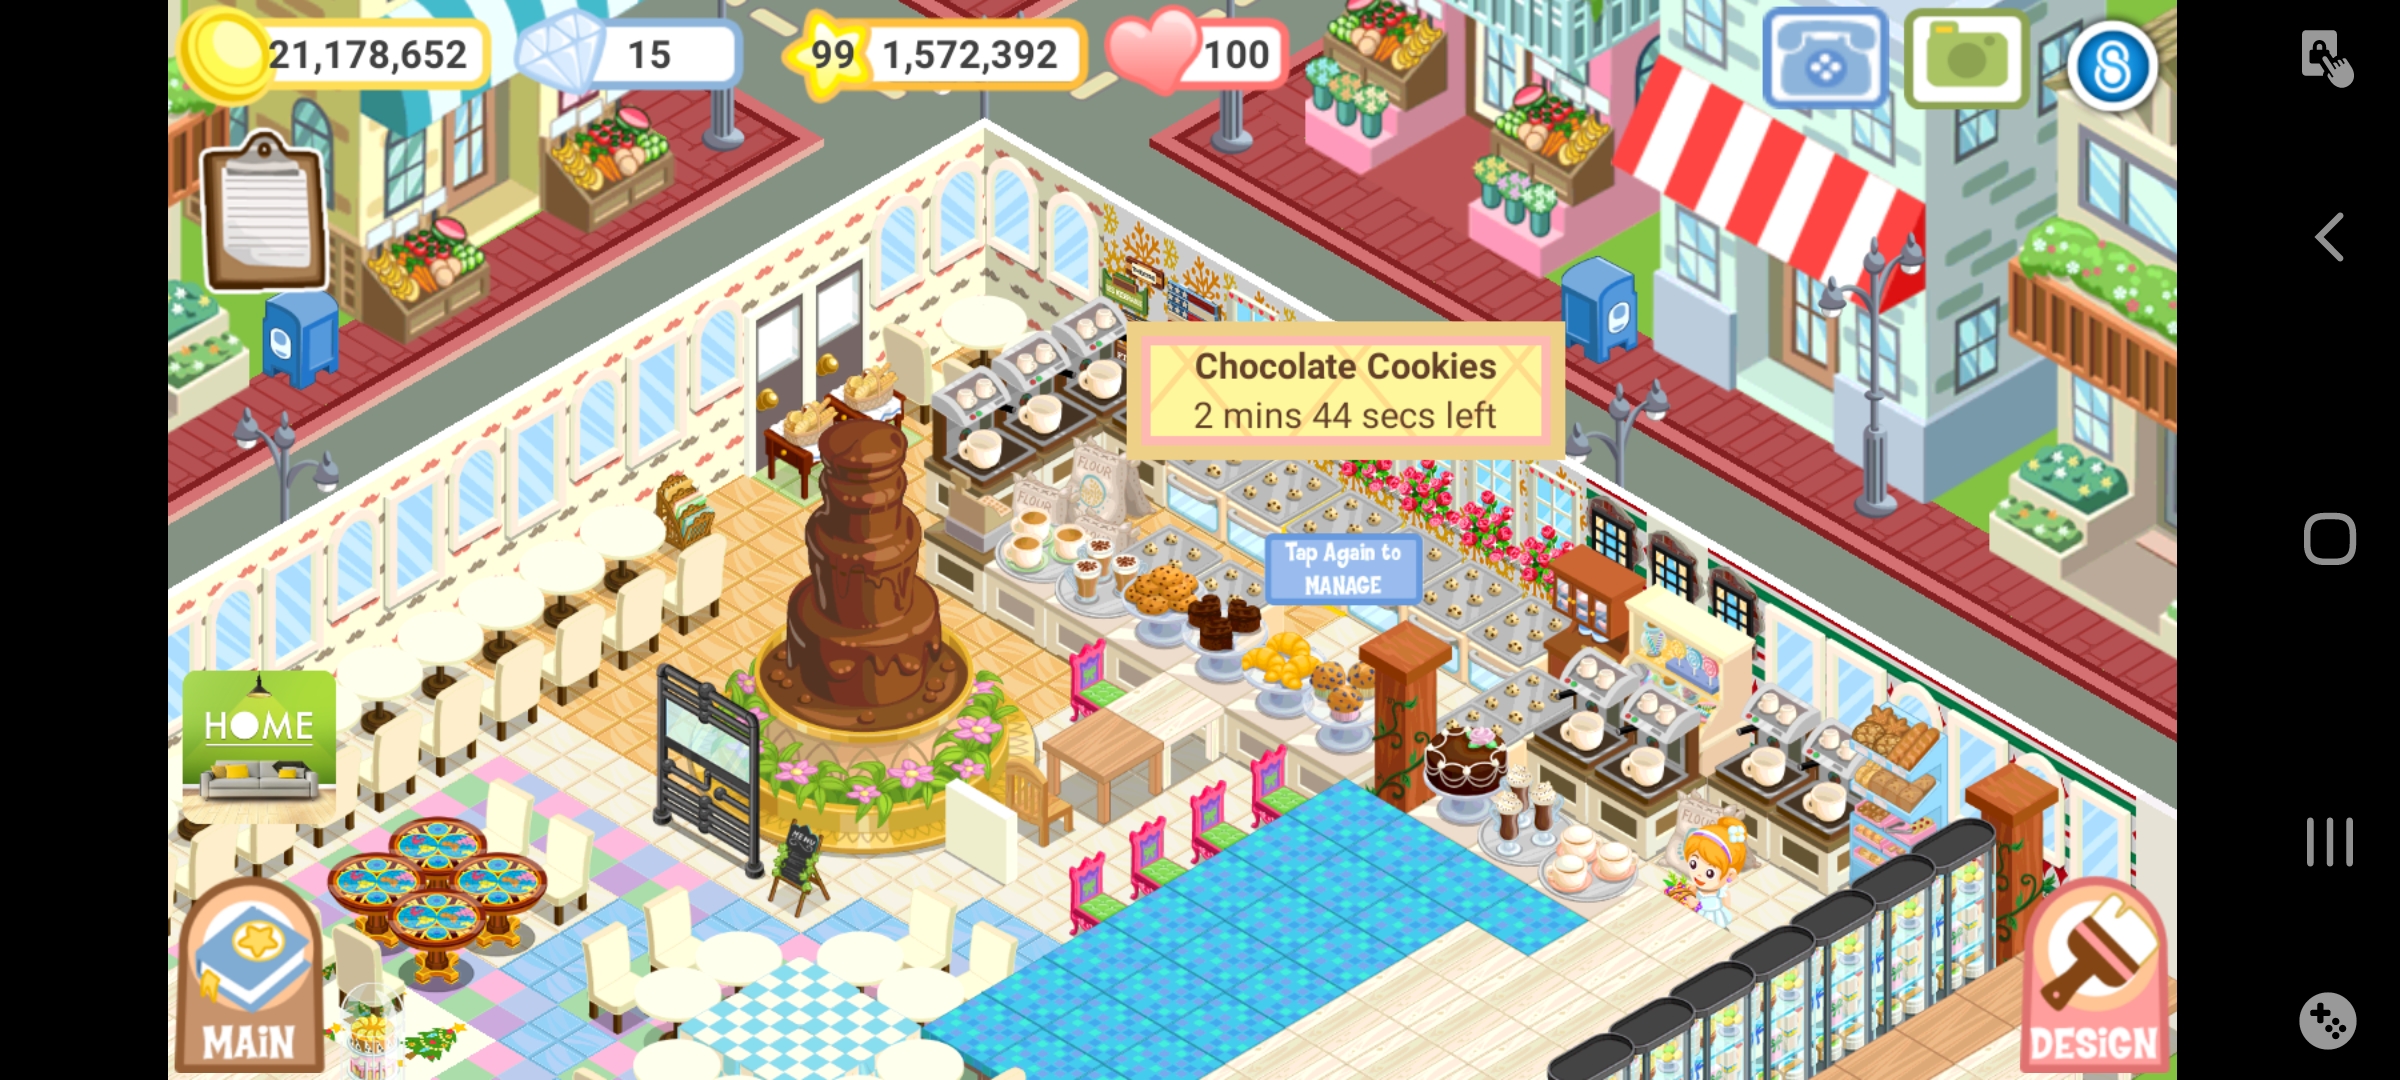 21,178,652
15
99
1,572,392
100
Chocolate Cookies
2 mins 44 secs left
FLOUR
FLOUR
Tap Again to
MANAGE
HOME
MENU
FLOUR
MAiN
DESiGN